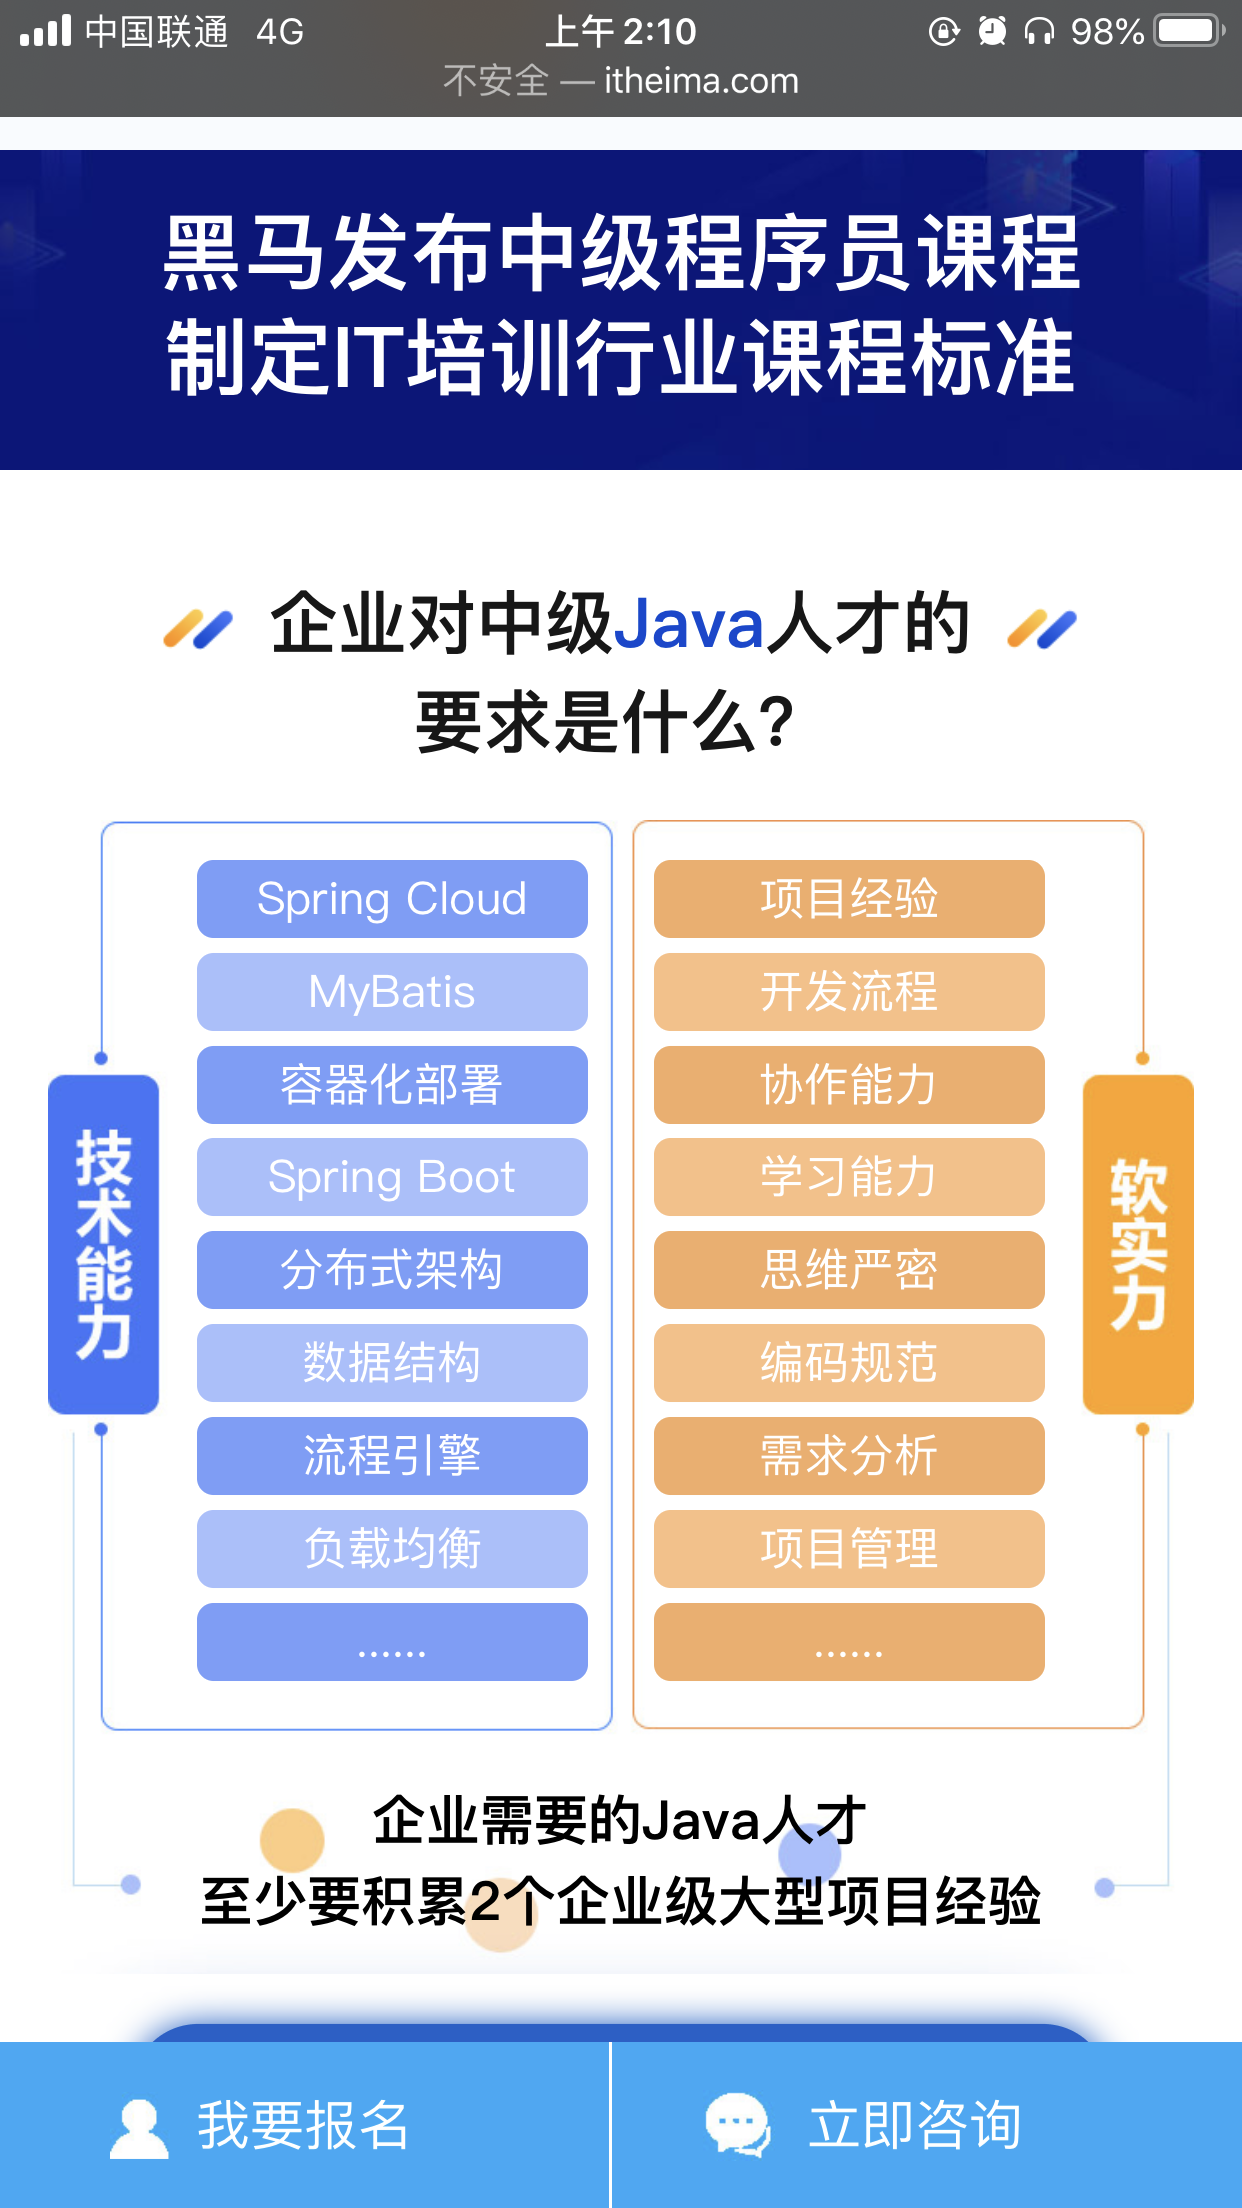 中国联通 4G 上午 2:10 98%
不安全 — itheima.com
黑马发布中级程序员课程
制定IT培训行业课程标准
企业对中级Java人才的
要求是什么?
技术能力
Spring Cloud
MyBatis
容器化部署
Spring Boot
分布式架构
数据结构
流程引擎
负载均衡
......
项目经验
开发流程
协作能力
学习能力
思维严密
编码规范
需求分析
项目管理
......
软实力
企业需要的Java人才
至少要积累2个企业级大型项目经验
我要报名
立即咨询